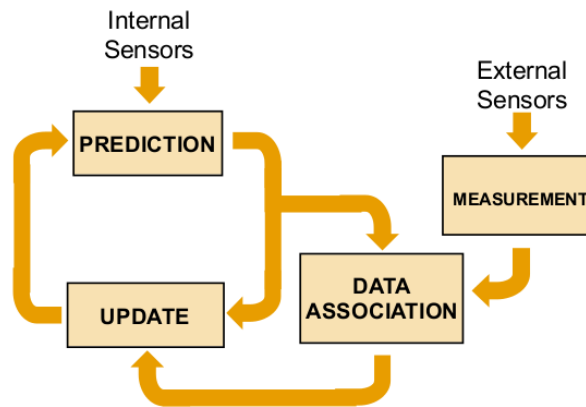 Internal
Sensors
External
Sensors
PREDICTION
MEASUREMENT
DATA
ASSOCIATION
UPDATE